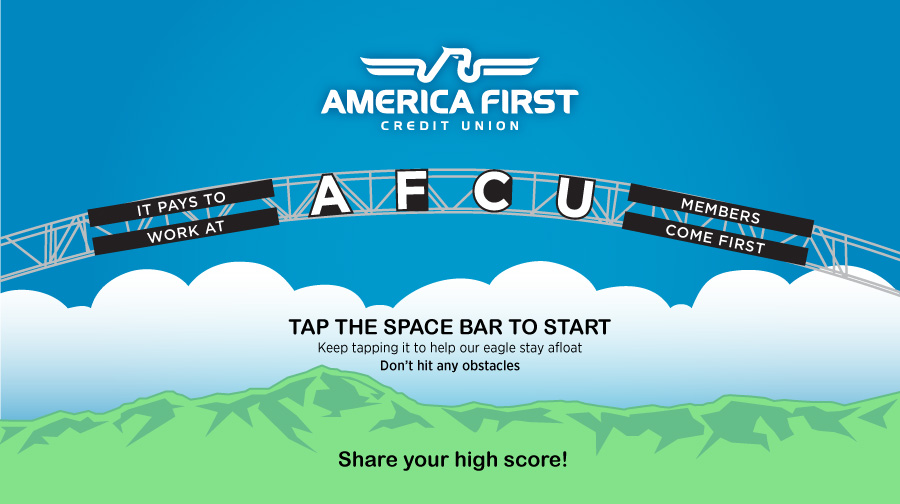 AMERICA FIRST
CREDIT UNION
IT PAYS TO
WORK AT
A F C U
MEMBERS
COME FIRST
TAP THE SPACE BAR TO START
Keep tapping it to help our eagle stay afloat
Don't hit any obstacles
Share your high score!